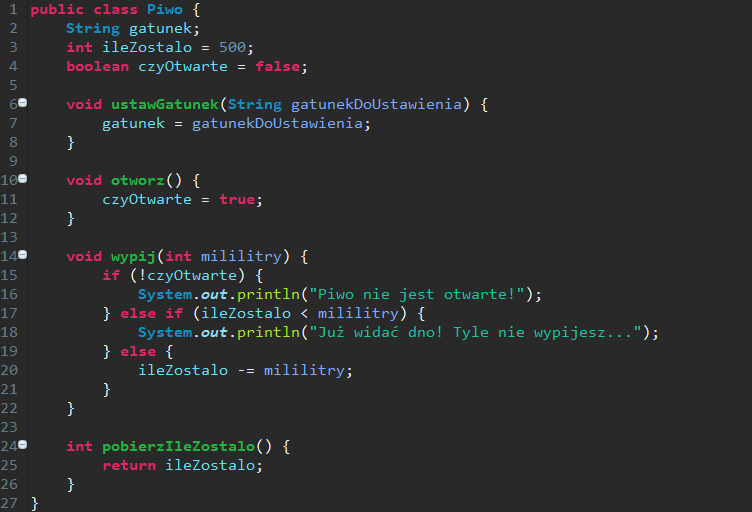 1 public class Piwo {
2     String gatunek;
3     int ileZostalo = 500;
4     boolean czyOtwarte = false;
5
6     void ustawGatunek(String gatunekDoUstawienia) {
7         gatunek = gatunekDoUstawienia;
8     }
9
10     void otworz() {
11         czyOtwarte = true;
12     }
13
14     void wypij(int mililitry) {
15         if (!czyOtwarte) {
16             System.out.println("Piwo nie jest otwarte!");
17         } else if (ileZostalo < mililitry) {
18             System.out.println("Już widać dno! Tyle nie wypijesz...");
19         } else {
20             ileZostalo -= mililitry;
21         }
22     }
23
24     int pobierzIleZostalo() {
25         return ileZostalo;
26     }
27 }